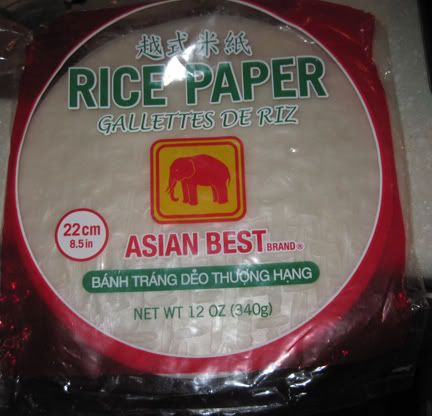 越式米紙
RICE PAPER
GALLETTES DE RIZ
22cm
8.5 in
ASIAN BEST BRAND®
BÁNH TRÁNG DẺO THƯỢNG HẠNG
NET WT 12 OZ (340g)